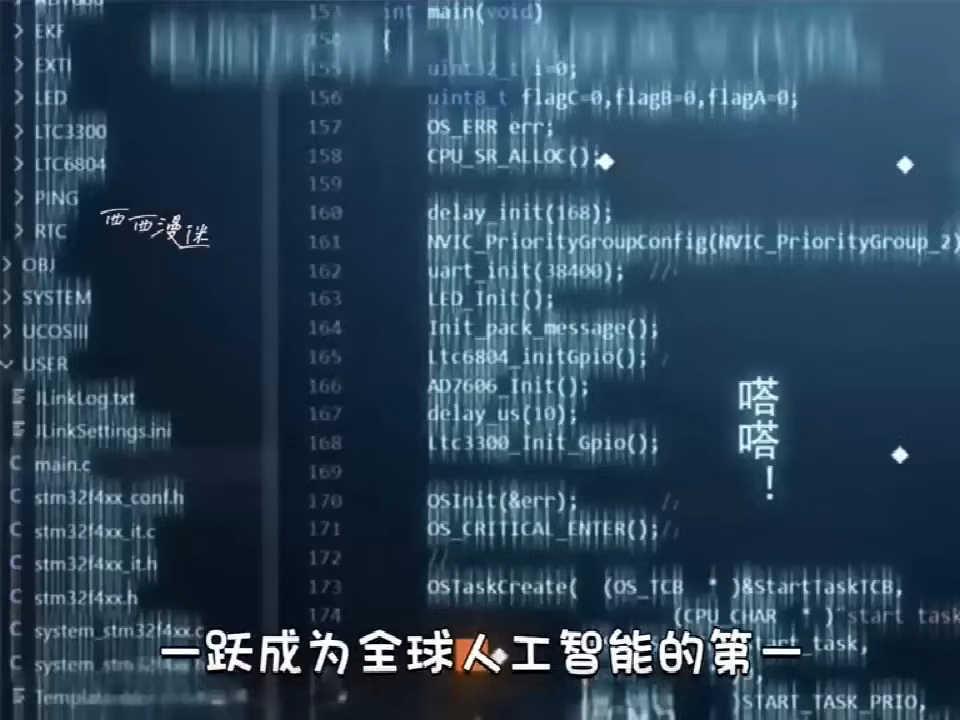 EKF
EXTI
LED
LTC3300
LTC6804
PING
RTC
OBJ
SYSTEM
UCOSIII
USER
JLinkLog.txt
JLinkSettings.ini
main.c
stm32f4xx_conf.h
stm32f4xx_it.c
stm32f4xx_it.h
stm32f4xx.h
system_stm32f4xx.c
西西漫迷
153 int main(void)
154 {
155 uint32_t i=0;
156 uint8_t flagC=0,flagB=0,flagA=0;
157 OS_ERR err;
158 CPU_SR_ALLOC();
159
160 delay_init(168);
161 NVIC_PriorityGroupConfig(NVIC_PriorityGroup_2)
162 uart_init(38400); //
163 LED_Init();
164 Init_pack_message();
165 Ltc6804_initGpio(); /
166 AD7606_Init();
167 delay_us(10);
168 Ltc3300_Init_Gpio();
169
170 OSInit(&err); /
171 OS_CRITICAL_ENTER();/
172 //
173 OSTaskCreate( (OS_TCB * )&StartTaskTCB,
174 (CPU_CHAR * )"start task
task,
)START_TASK_PRIO,
嗒
嗒
！
一跃成为全球人工智能的第一